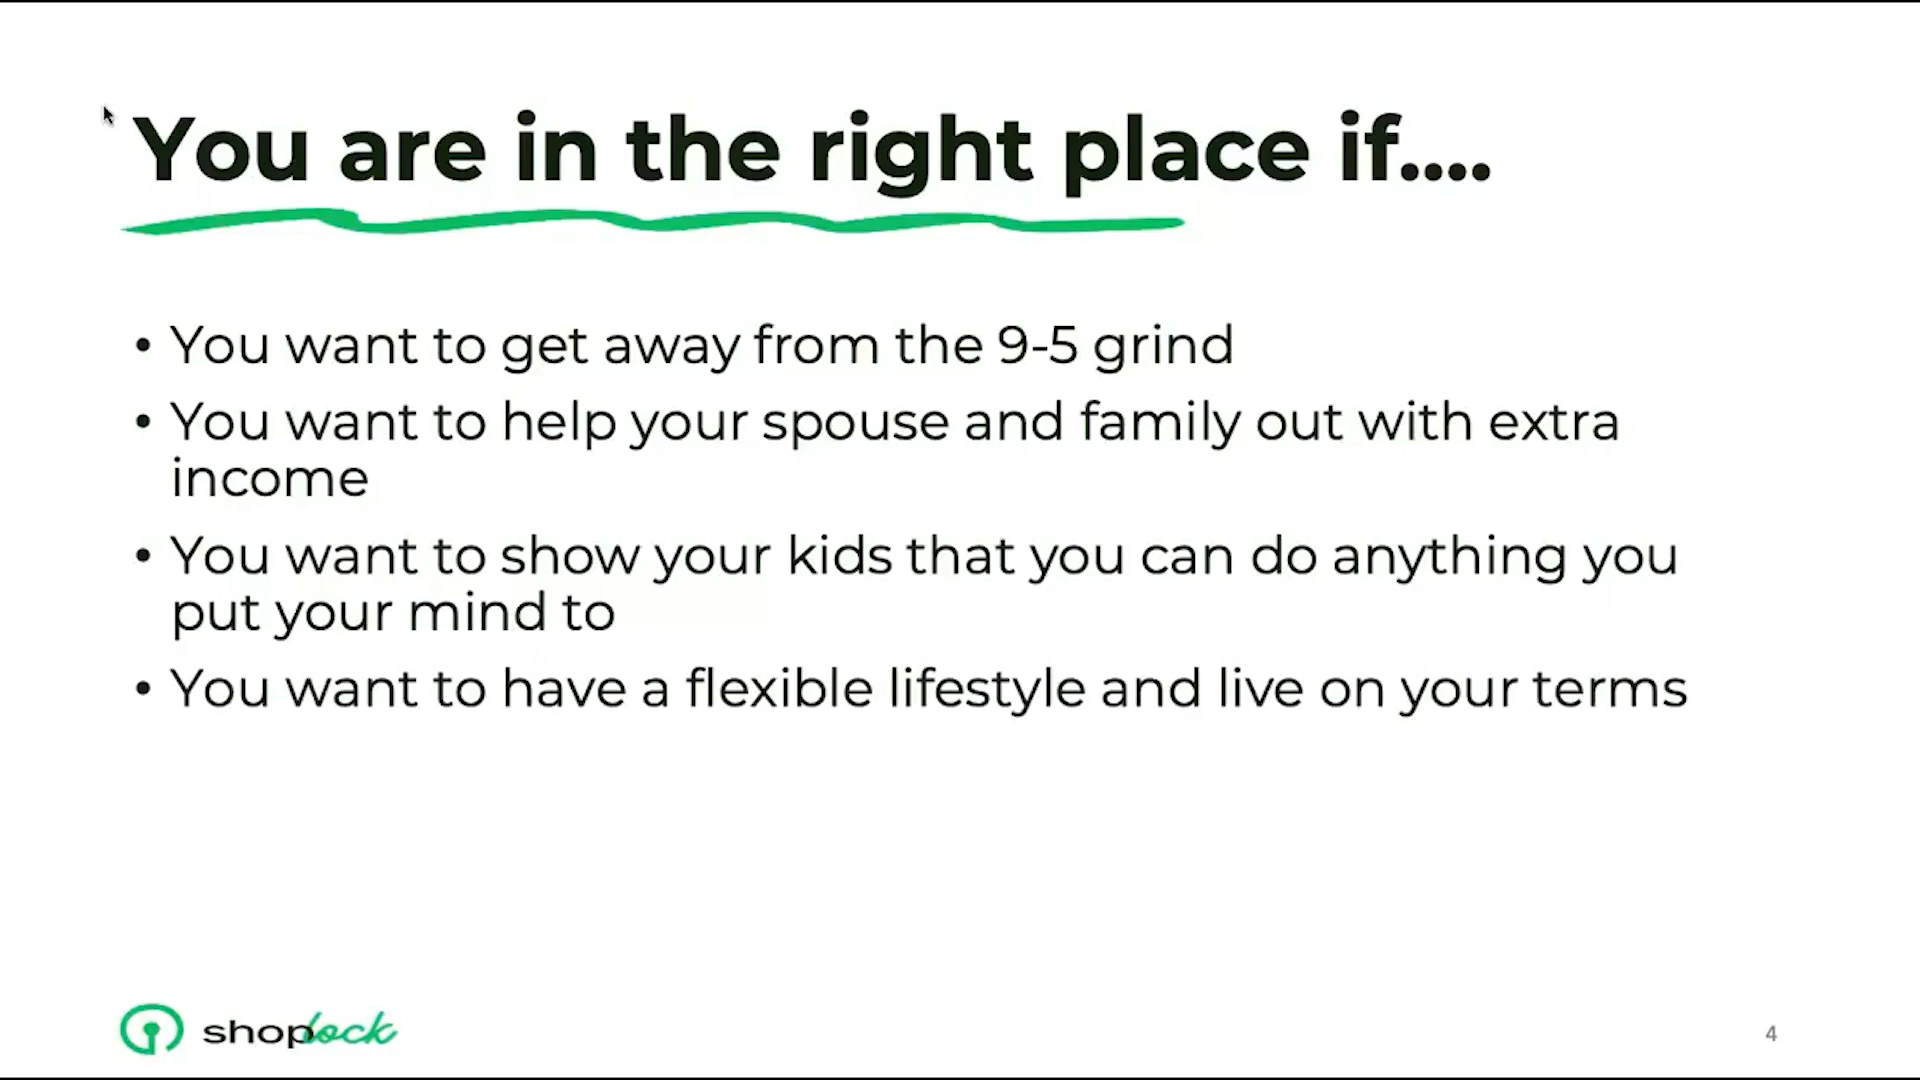 You are in the right place if....
• You want to get away from the 9-5 grind
• You want to help your spouse and family out with extra
income
• You want to show your kids that you can do anything you
put your mind to
• You want to have a flexible lifestyle and live on your terms
shoplock
4